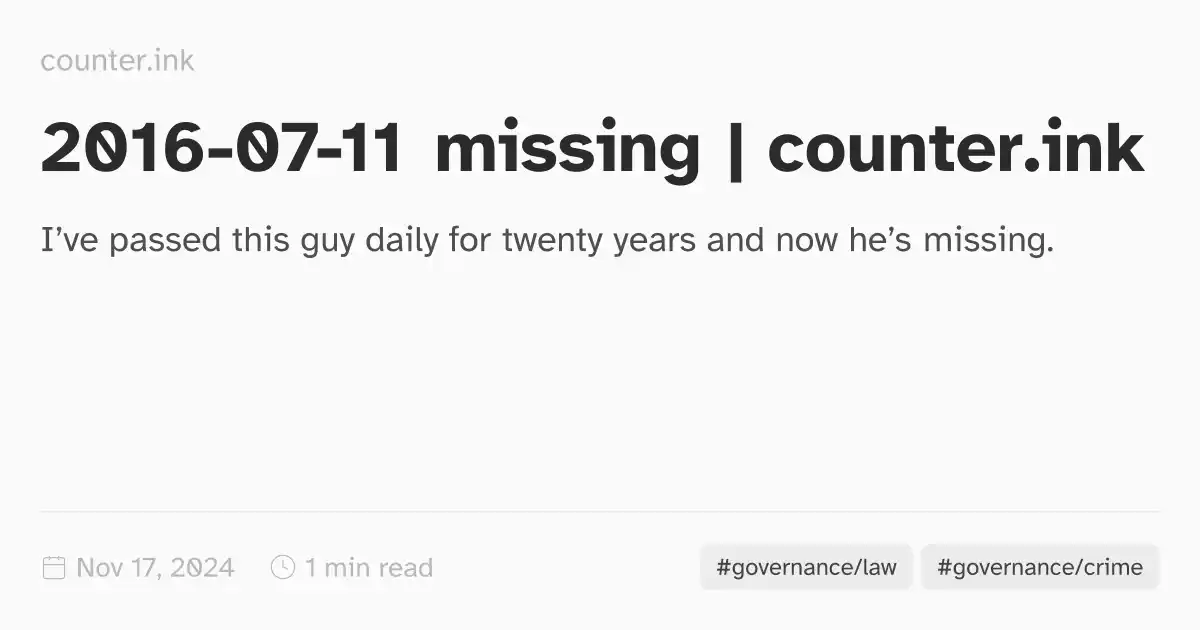 counter.ink
2016-07-11 missing | counter.ink
I’ve passed this guy daily for twenty years and now he’s missing.
Nov 17, 2024 1 min read #governance/law #governance/crime